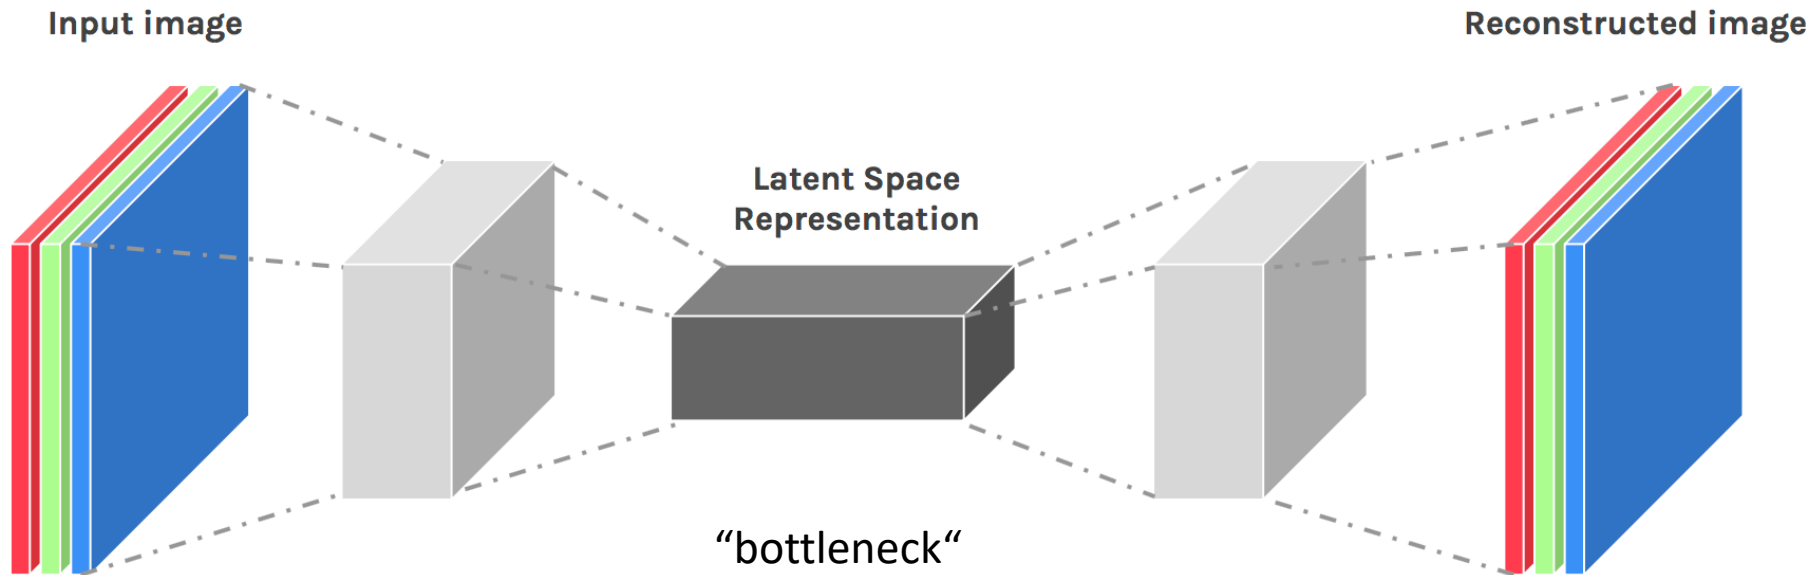 Input image
Reconstructed image
Latent Space
Representation
“bottleneck“